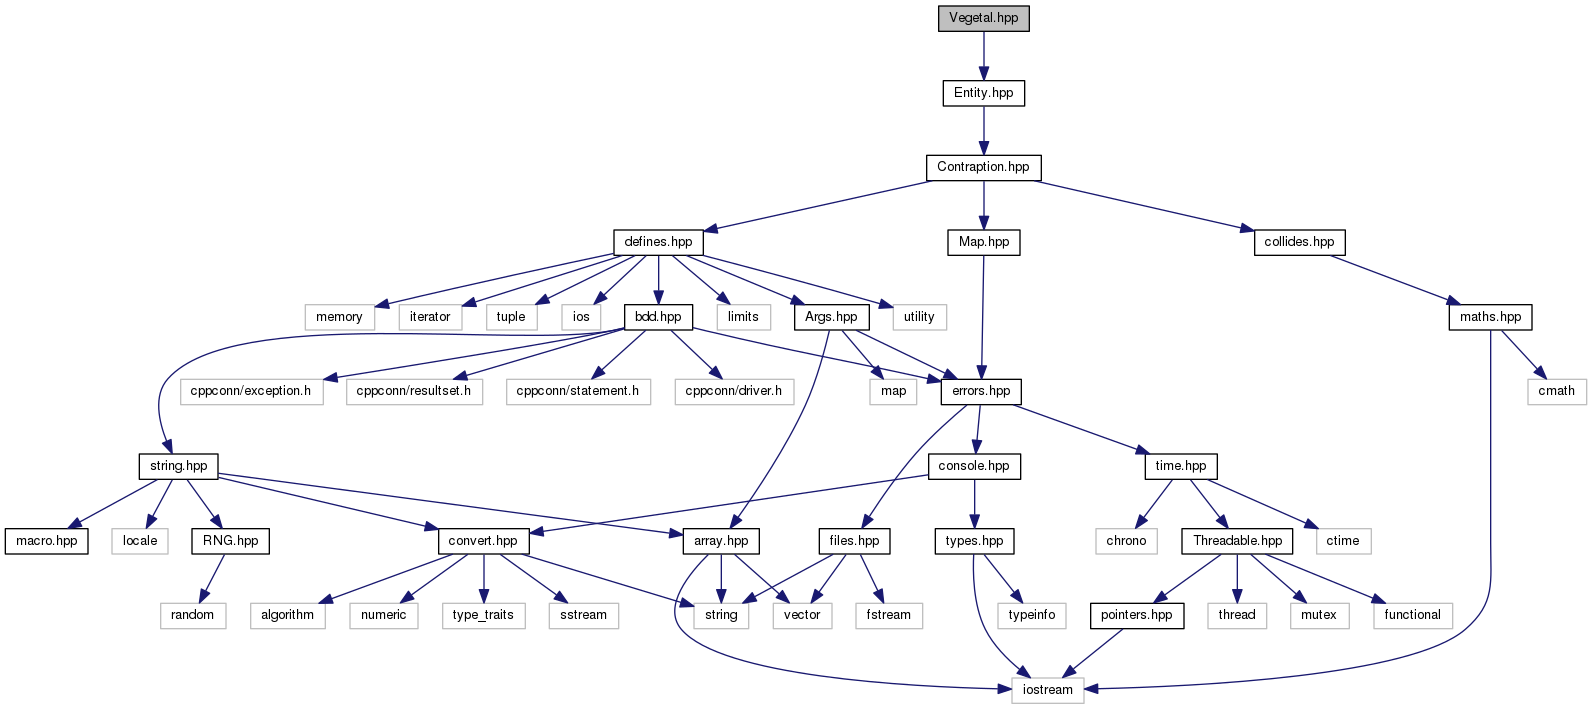 Vegetal.hpp
Entity.hpp
Contraption.hpp
defines.hpp
Map.hpp
collides.hpp
memory
iterator
tuple
ios
bdd.hpp
limits
Args.hpp
utility
maths.hpp
cppconn/exception.h
cppconn/resultset.h
cppconn/statement.h
cppconn/driver.h
map
errors.hpp
cmath
string.hpp
console.hpp
time.hpp
macro.hpp
locale
RNG.hpp
convert.hpp
array.hpp
files.hpp
types.hpp
chrono
Threadable.hpp
ctime
random
algorithm
numeric
type_traits
sstream
string
vector
fstream
typeinfo
pointers.hpp
thread
mutex
functional
iostream